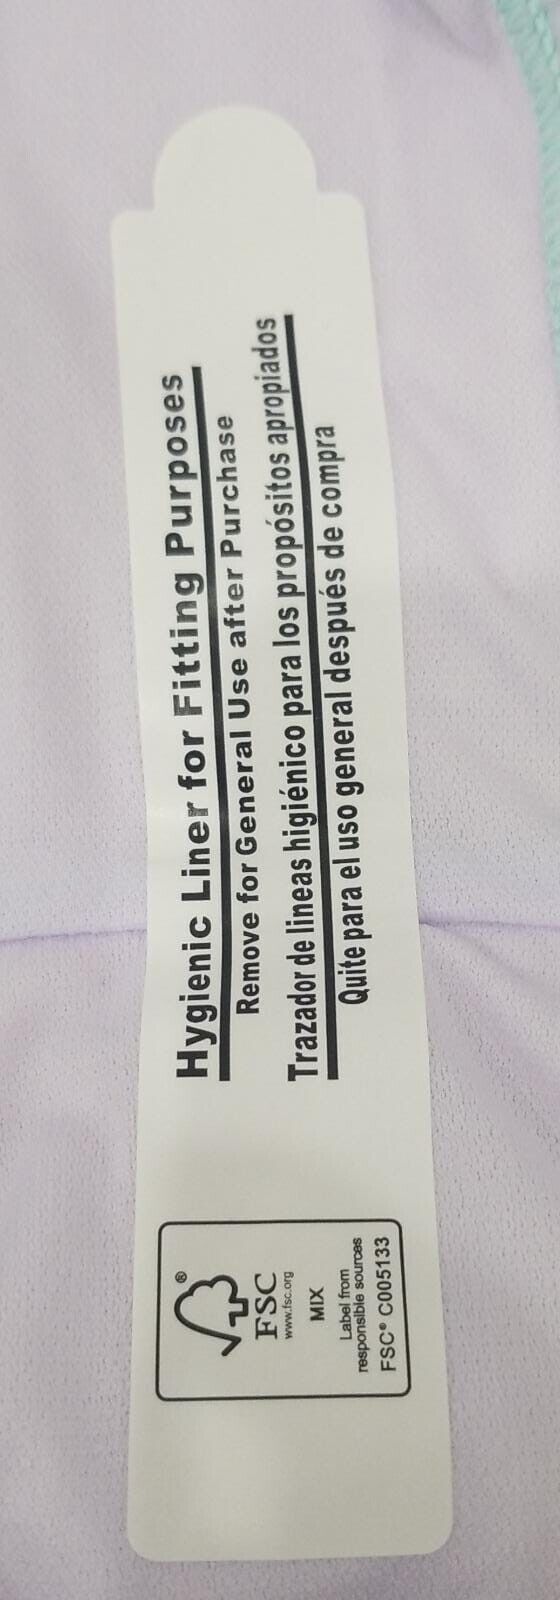 Hygienic Liner for Fitting Purposes
Remove for General Use after Purchase
Trazador de lineas higiénico para los propósitos apropiados
Quite para el uso general después de compra
®
FSC
www.fsc.org
MIX
Label from
responsible sources
FSC® C005133